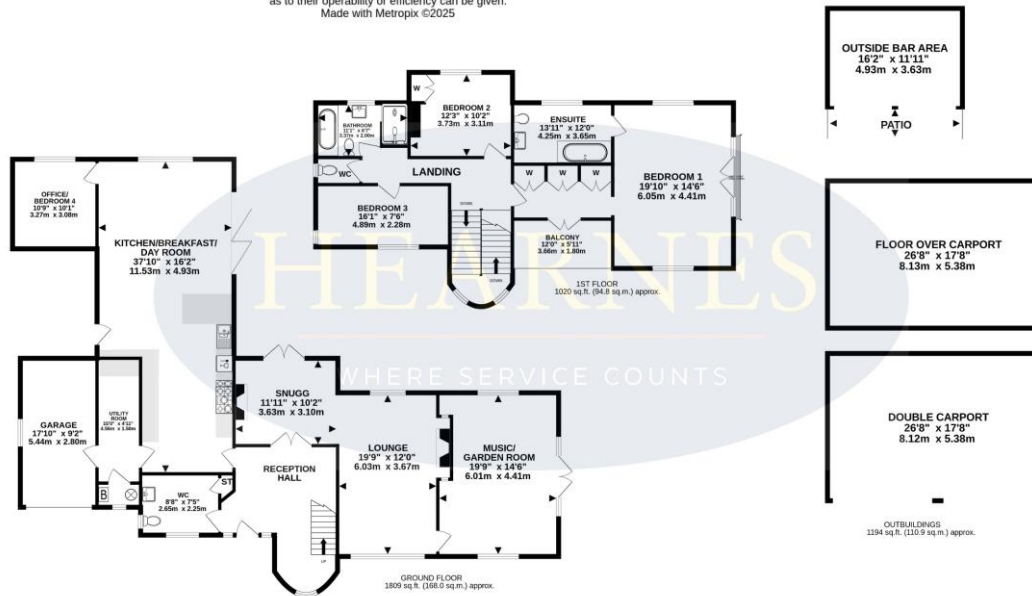 as to their operability or efficiency can be given.
Made with Metropix ©2025
OUTSIDE BAR AREA
16'2" x 11'11"
4.93m x 3.63m
PATIO
W
BEDROOM 2
12'3" x 10'2"
3.73m x 3.11m
BATHROOM
ENSUITE
13'11" x 12'0"
4.25m x 3.65m
WC
LANDING
W
W
W
BEDROOM 1
19'10" x 14'6"
6.05m x 4.41m
BEDROOM 3
16'1" x 7'6"
4.89m x 2.28m
DOWN
DOWN
BALCONY
12'0" x 5'11"
3.66m x 1.80m
1ST FLOOR
1020 sq.ft. (94.8 sq.m.) approx.
OFFICE/
BEDROOM 4
10'9" x 10'1"
3.27m x 3.08m
KITCHEN/BREAKFAST/
DAY ROOM
37'10" x 16'2"
11.53m x 4.93m
FLOOR OVER CARPORT
26'8" x 17'8"
8.13m x 5.38m
HEARNES
WHERE SERVICE COUNTS
GARAGE
17'10" x 9'2"
5.44m x 2.80m
UTILITY
ROOM
SNUGG
11'11" x 10'2"
3.63m x 3.10m
LOUNGE
19'9" x 12'0"
6.03m x 3.67m
MUSIC/
GARDEN ROOM
19'9" x 14'6"
6.01m x 4.41m
DOUBLE CARPORT
26'8" x 17'8"
8.12m x 5.38m
RECEPTION
HALL
ST
B
WC
8'8" x 7'5"
2.65m x 2.25m
UP
GROUND FLOOR
1809 sq.ft. (168.0 sq.m.) approx.
OUTBUILDINGS
1194 sq.ft. (110.9 sq.m.) approx.